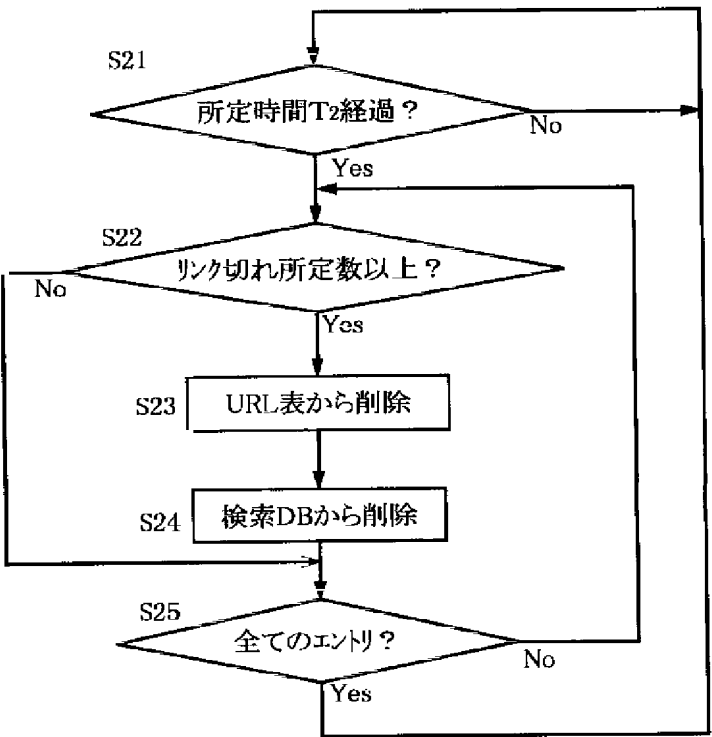 S21
所定時間T2経過？
No
Yes
S22
リンク切れ所定数以上？
No
Yes
S23
URL表から削除
S24
検索DBから削除
S25
全てのエントリ？
No
Yes